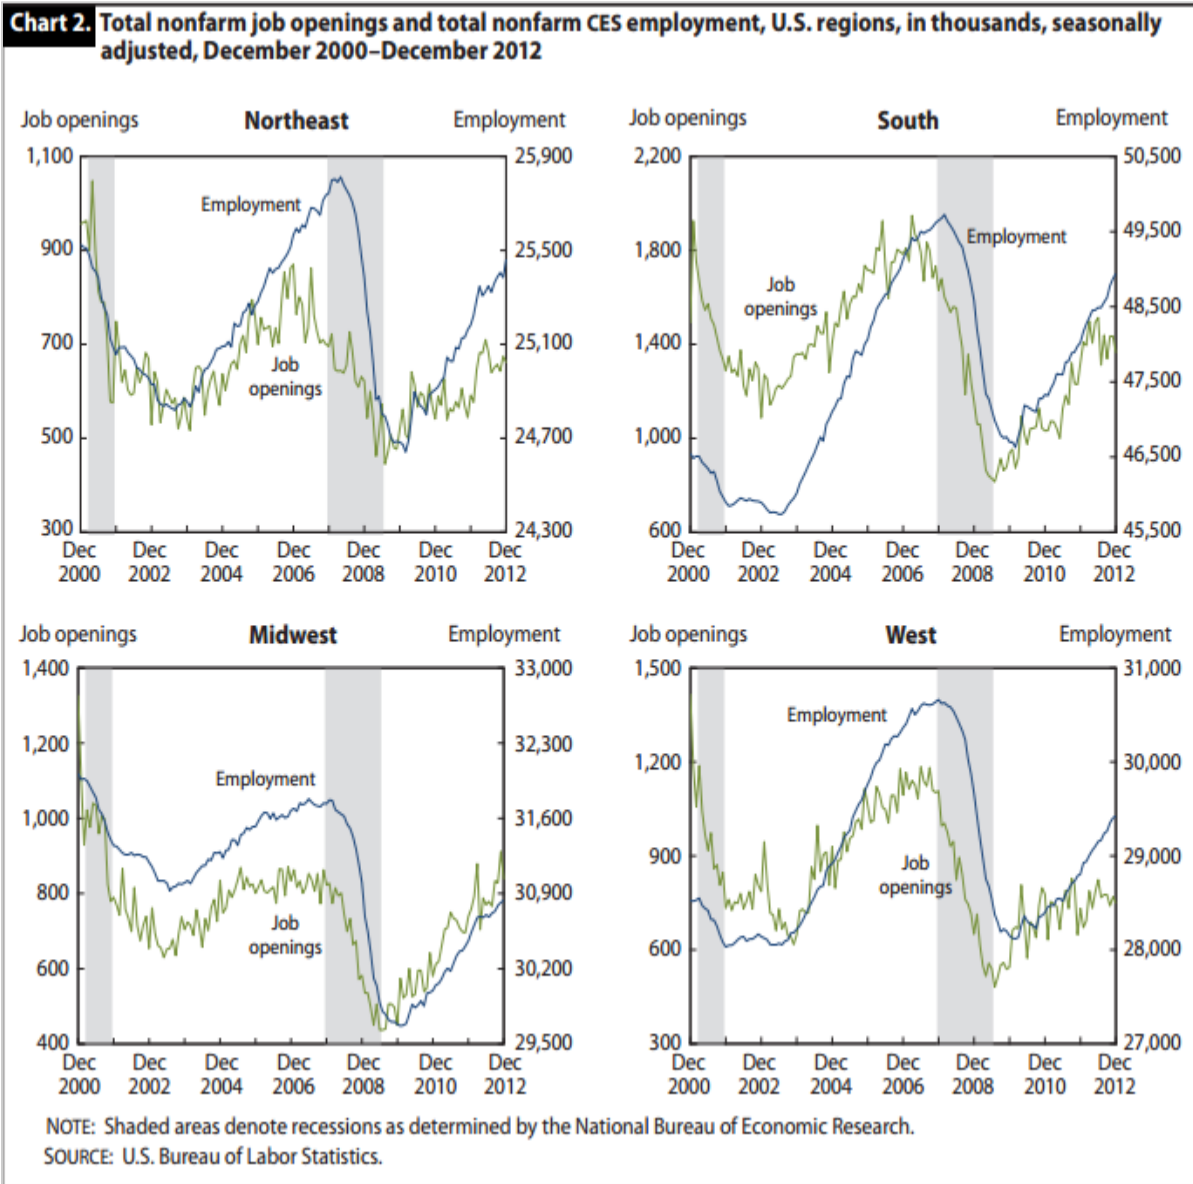 Chart 2. Total nonfarm job openings and total nonfarm CES employment, U.S. regions, in thousands, seasonally
adjusted, December 2000–December 2012
Job openings Northeast Employment
1,100 25,900
Employment
900 25,500
700 25,100
Job
openings
500 24,700
300 24,300
Dec Dec Dec Dec Dec Dec Dec
2000 2002 2004 2006 2008 2010 2012
Job openings South Employment
2,200 50,500
1,800 49,500
Employment
Job
openings
48,500
1,400
47,500
1,000
46,500
600 45,500
Dec Dec Dec Dec Dec Dec Dec
2000 2002 2004 2006 2008 2010 2012
Job openings Midwest Employment
1,400 33,000
1,200 32,300
Employment
1,000 31,600
800 30,900
Job
openings
600 30,200
400 29,500
Dec Dec Dec Dec Dec Dec Dec
2000 2002 2004 2006 2008 2010 2012
Job openings West Employment
1,500 31,000
Employment
1,200 30,000
900 29,000
Job
openings
600 28,000
300 27,000
Dec Dec Dec Dec Dec Dec Dec
2000 2002 2004 2006 2008 2010 2012
NOTE: Shaded areas denote recessions as determined by the National Bureau of Economic Research.
SOURCE: U.S. Bureau of Labor Statistics.